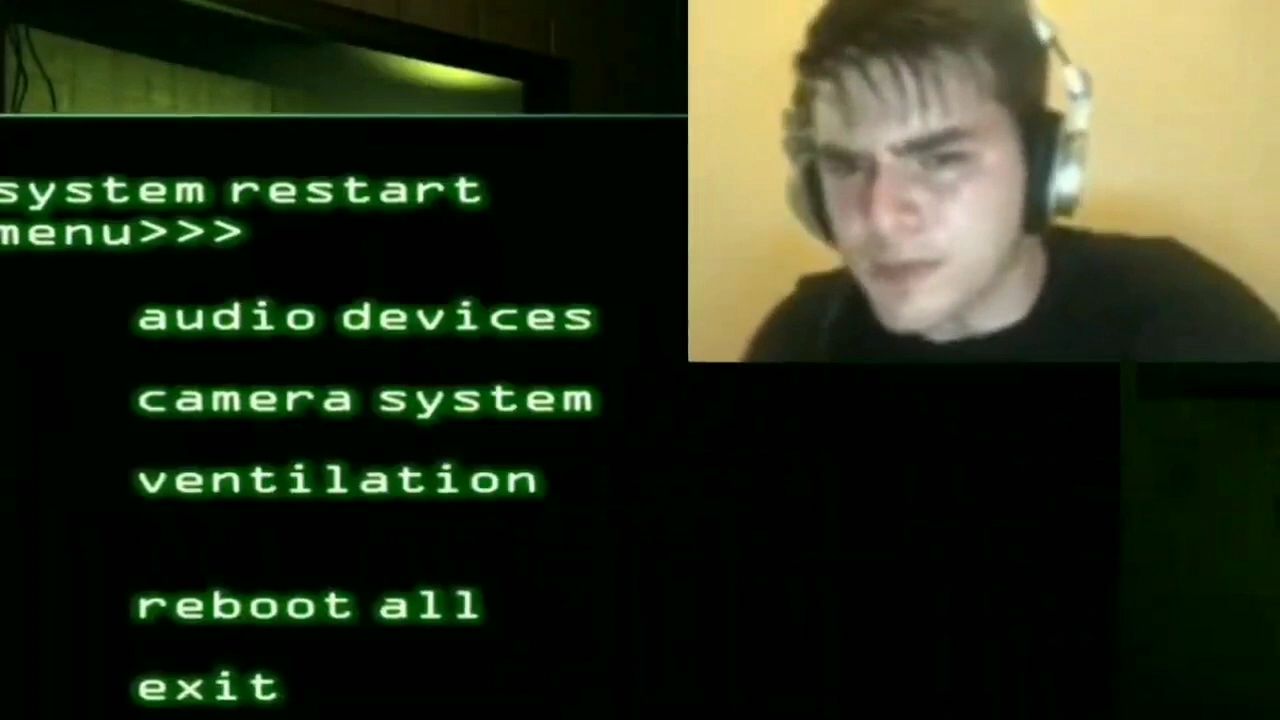 system restart
menu>>>
audio devices
camera system
ventilation
reboot all
exit